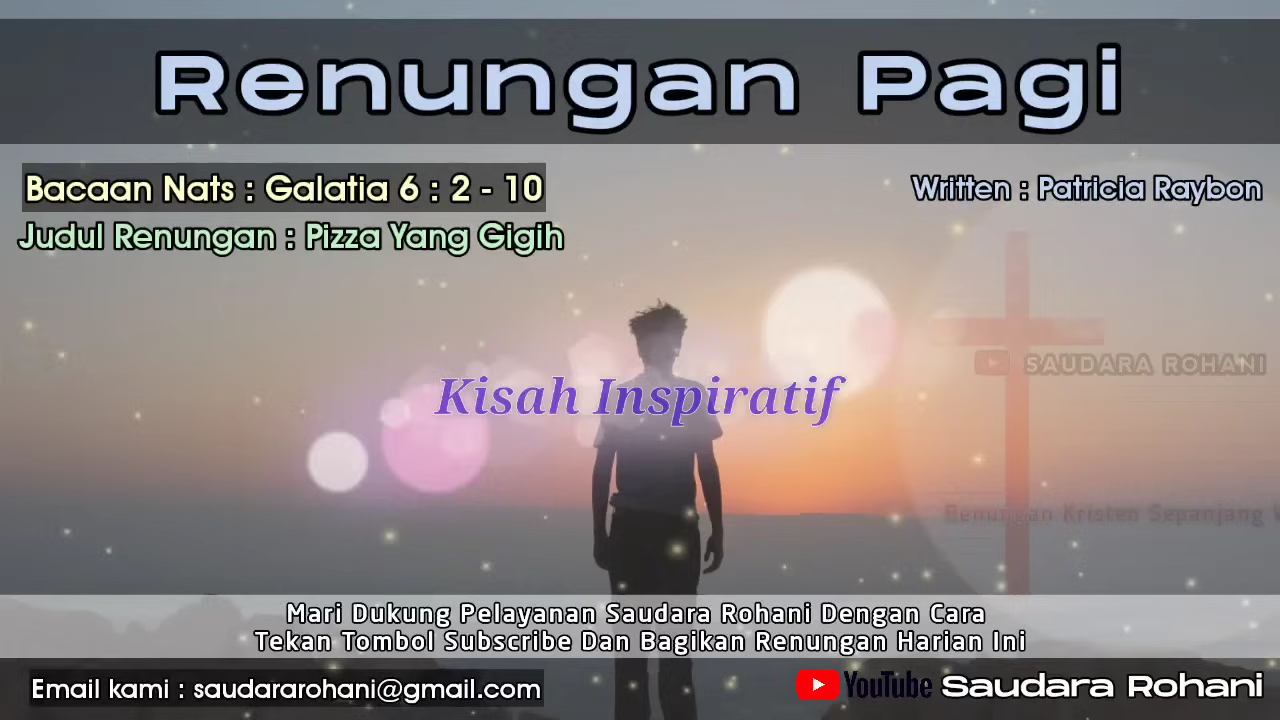 Renungan Pagi
Bacaan Nats : Galatia 6 : 2 - 10
Written : Patricia Raybon
Judul Renungan : Pizza Yang Gigih
SAUDARA ROHANI
Kisah Inspiratif
Renungan Kristen Sepanjang
Mari Dukung Pelayanan Saudara Rohani Dengan Cara
Tekan Tombol Subscribe Dan Bagikan Renungan Harian Ini
Email kami : saudararohani@gmail.com
YouTube Saudara Rohani